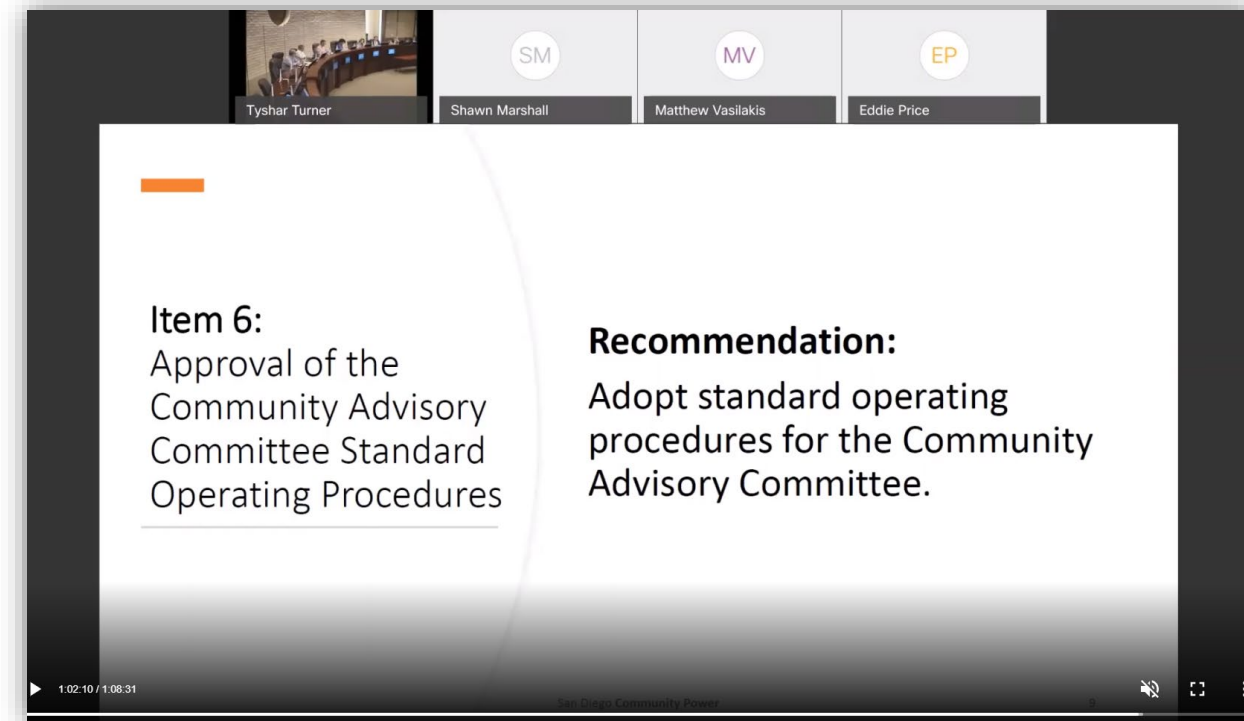 SM
MV
EP
Tyshar Turner
Shawn Marshall
Matthew Vasilakis
Eddie Price
Item 6:
Approval of the
Community Advisory
Committee Standard
Operating Procedures
Recommendation:
Adopt standard operating
procedures for the Community
Advisory Committee.
1:02:10 / 1:08:31
San Diego Community Power
9